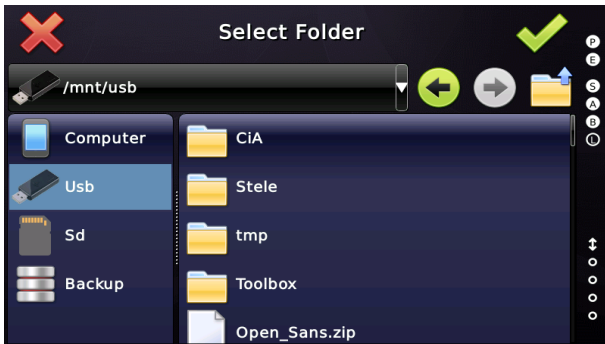 Select Folder
/mnt/usb
Computer
Usb
Sd
Backup
CiA
Stele
tmp
Toolbox
Open_Sans.zip
P
E
S
A
B
L